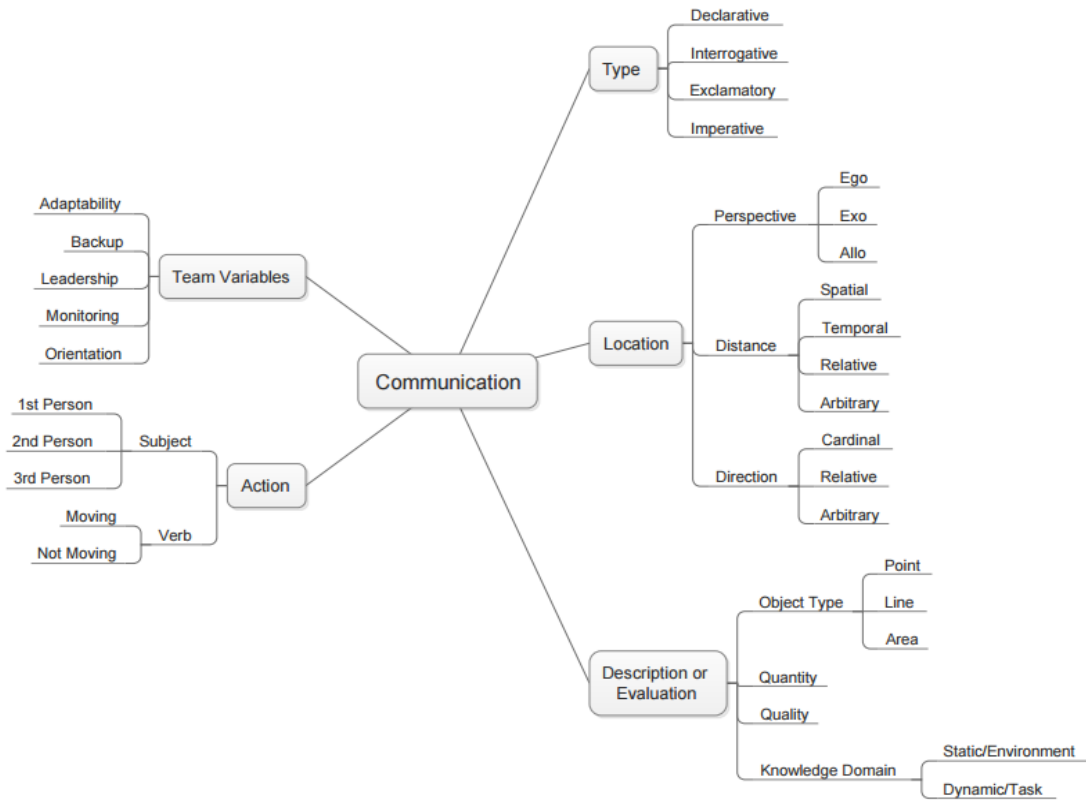 Communication
Type
Declarative
Interrogative
Exclamatory
Imperative
Location
Perspective
Ego
Exo
Allo
Distance
Spatial
Temporal
Relative
Arbitrary
Direction
Cardinal
Relative
Arbitrary
Description or
Evaluation
Object Type
Point
Line
Area
Quantity
Quality
Knowledge Domain
Static/Environment
Dynamic/Task
Team Variables
Adaptability
Backup
Leadership
Monitoring
Orientation
Action
Subject
1st Person
2nd Person
3rd Person
Verb
Moving
Not Moving